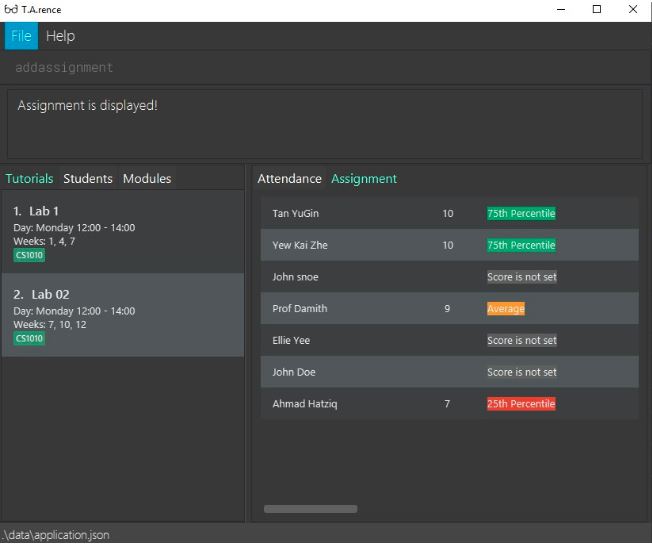 T.A.rence
File Help
addassignment
Assignment is displayed!
Tutorials Students Modules
1. Lab 1
Day: Monday 12:00 - 14:00
Weeks: 1, 4, 7
CS1010
2. Lab 02
Day: Monday 12:00 - 14:00
Weeks: 7, 10, 12
CS1010
Attendance Assignment
Tan YuGin 10 75th Percentile
Yew Kai Zhe 10 75th Percentile
John snoe Score is not set
Prof Damith 9 Average
Ellie Yee Score is not set
John Doe Score is not set
Ahmad Hatziq 7 25th Percentile
.\data\application.json